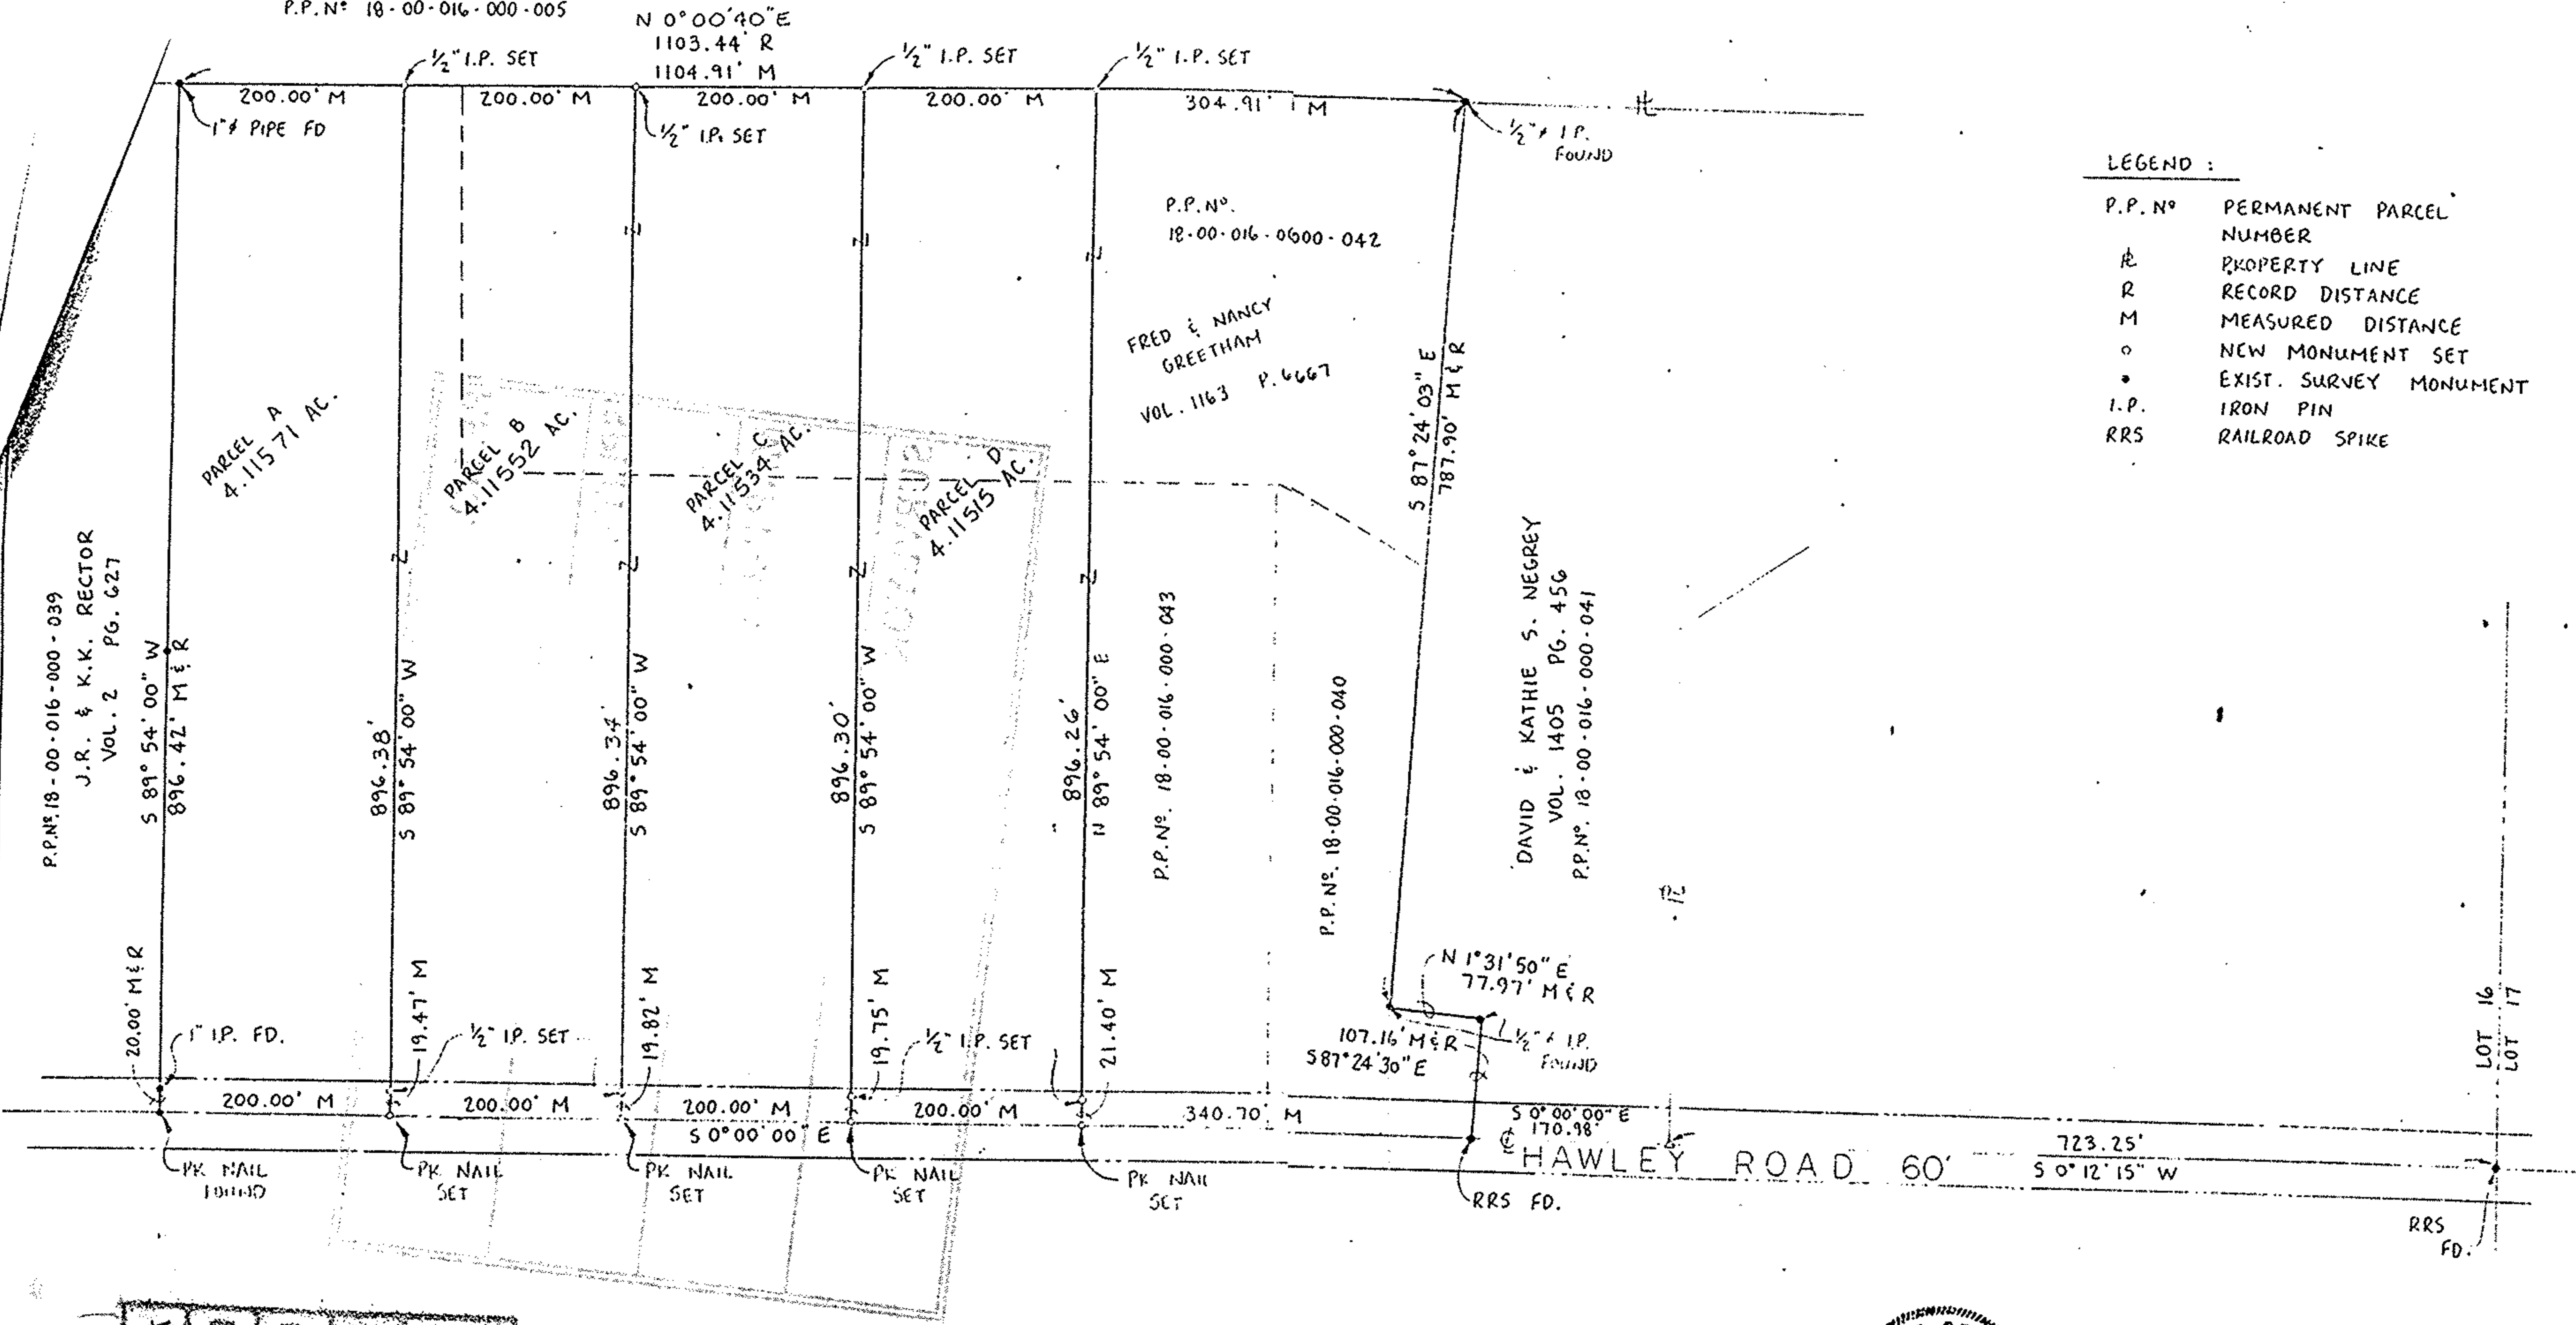 P.P.Nº 18-00-016-000-005
N 0°00'40"E
1103.44' R
1104.91' M
½" I.P. SET
½" I.P. SET
½" I.P. SET
200.00' M
200.00' M
200.00' M
200.00' M
304.91' M
1"ø PIPE FD
½" I.P. SET
½"ø I.P.
FOUND
P.P.Nº.
18-00-016-0600-042
FRED & NANCY
GREETHAM
VOL. 1163 P. 6667
S 87° 24' 03" E
787.90' M & R
LEGEND :
P.P. Nº PERMANENT PARCEL
NUMBER
PL PROPERTY LINE
R RECORD DISTANCE
M MEASURED DISTANCE
o NEW MONUMENT SET
• EXIST. SURVEY MONUMENT
I.P. IRON PIN
RRS RAILROAD SPIKE
PARCEL A
4.11571 AC.
PARCEL B
4.11552 AC.
PARCEL C
4.11534 AC.
PARCEL D
4.11515 AC.
P.P.Nº. 18-00-016-000-039
J.R. & K.K. RECTOR
VOL. 2 PG. 627
S 89° 54' 00" W
896.42' M & R
896.38'
S 89° 54' 00" W
896.34'
S 89° 54' 00" W
896.30'
S 89° 54' 00" W
896.26'
N 89° 54' 00" E
P.P.Nº. 18-00-016-000-043
P.P.Nº. 18-00-016-000-040
DAVID & KATHIE S. NEGREY
VOL. 1405 PG. 456
P.P.Nº. 18-00-016-000-041
PL
N 1°31'50" E
77.97' M & R
107.16' M & R
S 87°24'30" E
½"ø I.P.
FOUND
20.00' M & R
1" I.P. FD.
19.47' M
½" I.P. SET
19.82' M
19.75' M
½" I.P. SET
21.40' M
LOT 16
LOT 17
200.00' M
200.00' M
200.00' M
200.00' M
340.70' M
S 0°00'00" E
S 0°00'00" E
170.98'
HAWLEY ROAD 60'
723.25'
S 0°12'15" W
PK NAIL
FOUND
PK NAIL
SET
PK NAIL
SET
PK NAIL
SET
PK NAIL
SET
RRS FD.
RRS
FD.